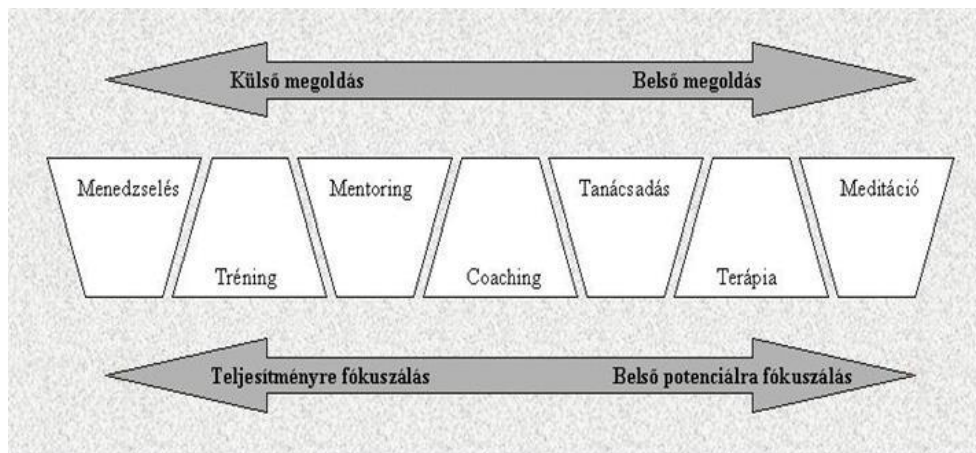 Külső megoldás Belső megoldás
Menedzselés Mentoring Tanácsadás Meditáció
Tréning Coaching Terápia
Teljesítményre fókuszálás Belső potenciálra fókuszálás